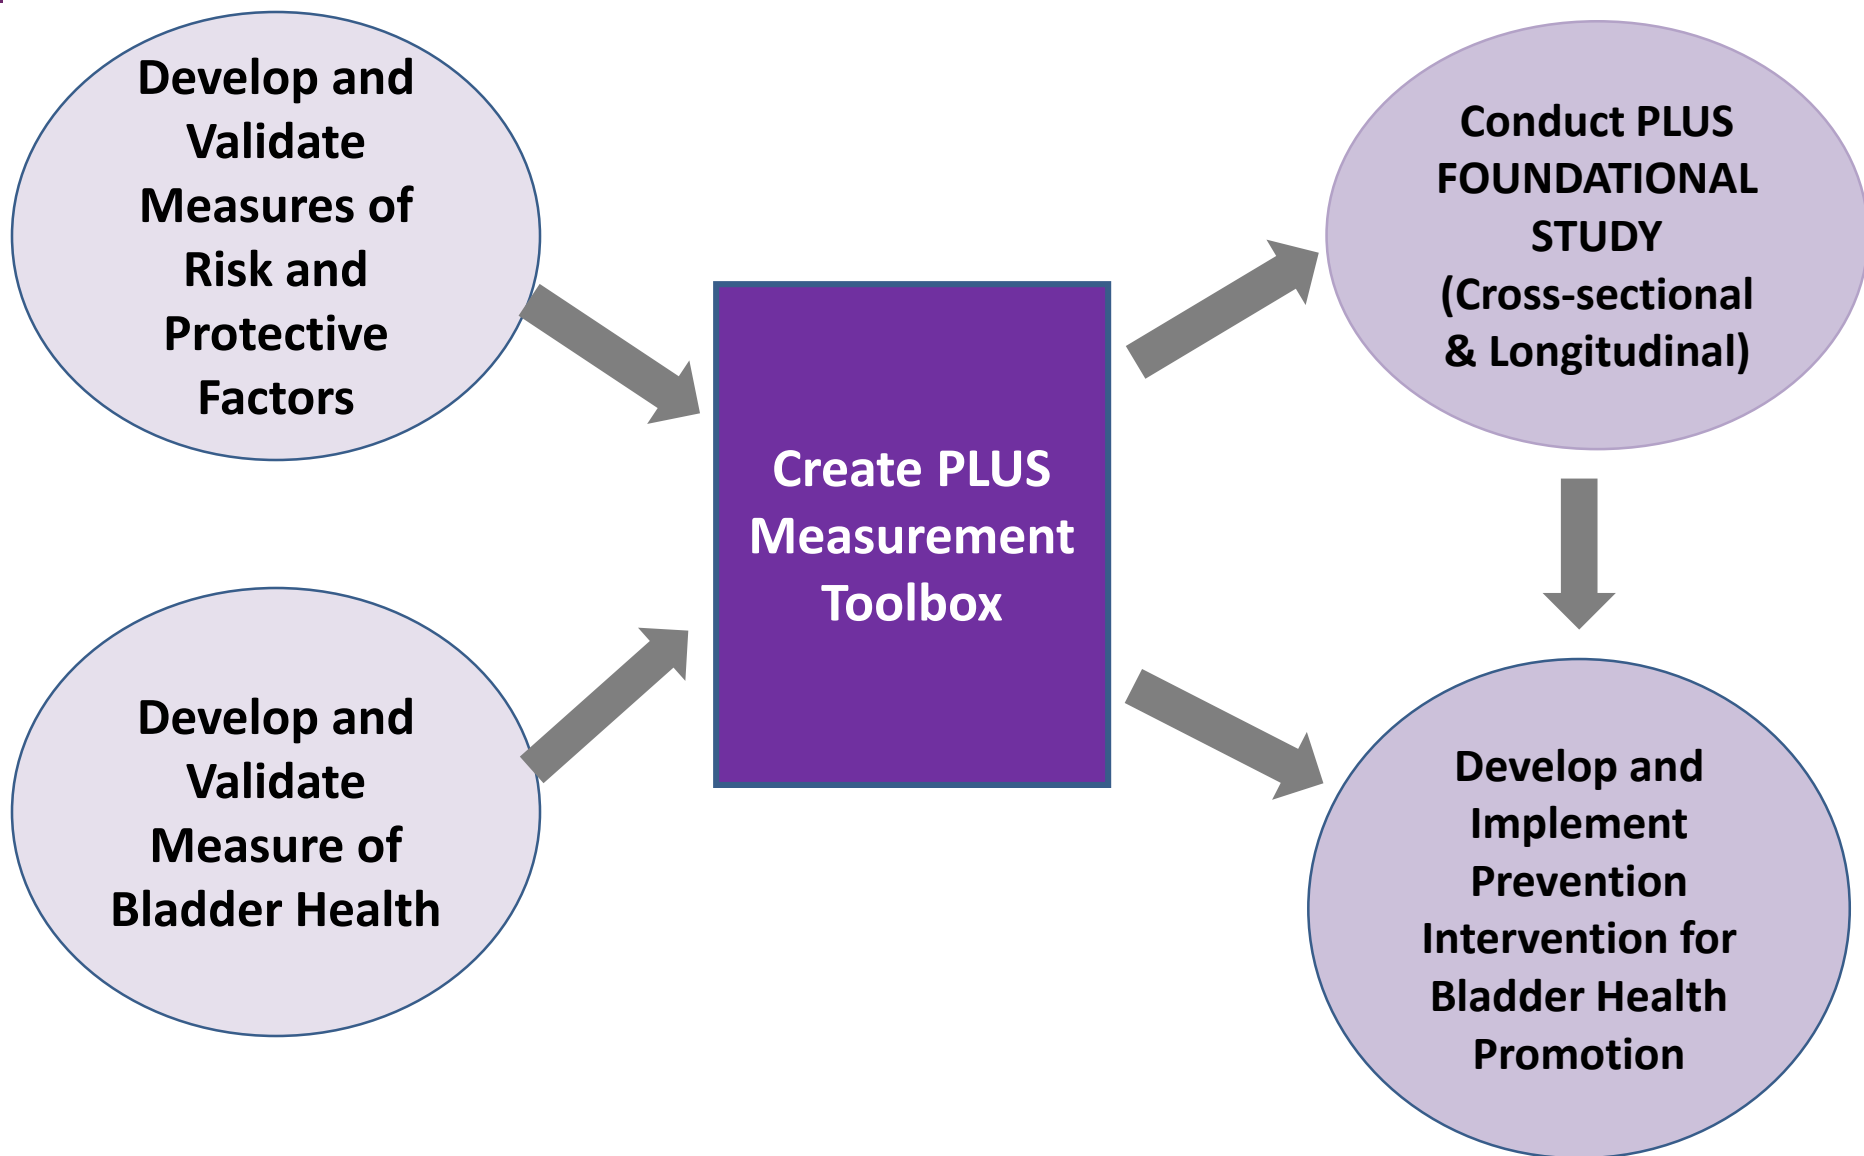 Develop and
Validate
Measures of
Risk and
Protective
Factors
Develop and
Validate
Measure of
Bladder Health
Create PLUS
Measurement
Toolbox
Conduct PLUS
FOUNDATIONAL
STUDY
(Cross-sectional
& Longitudinal)
Develop and
Implement
Prevention
Intervention for
Bladder Health
Promotion